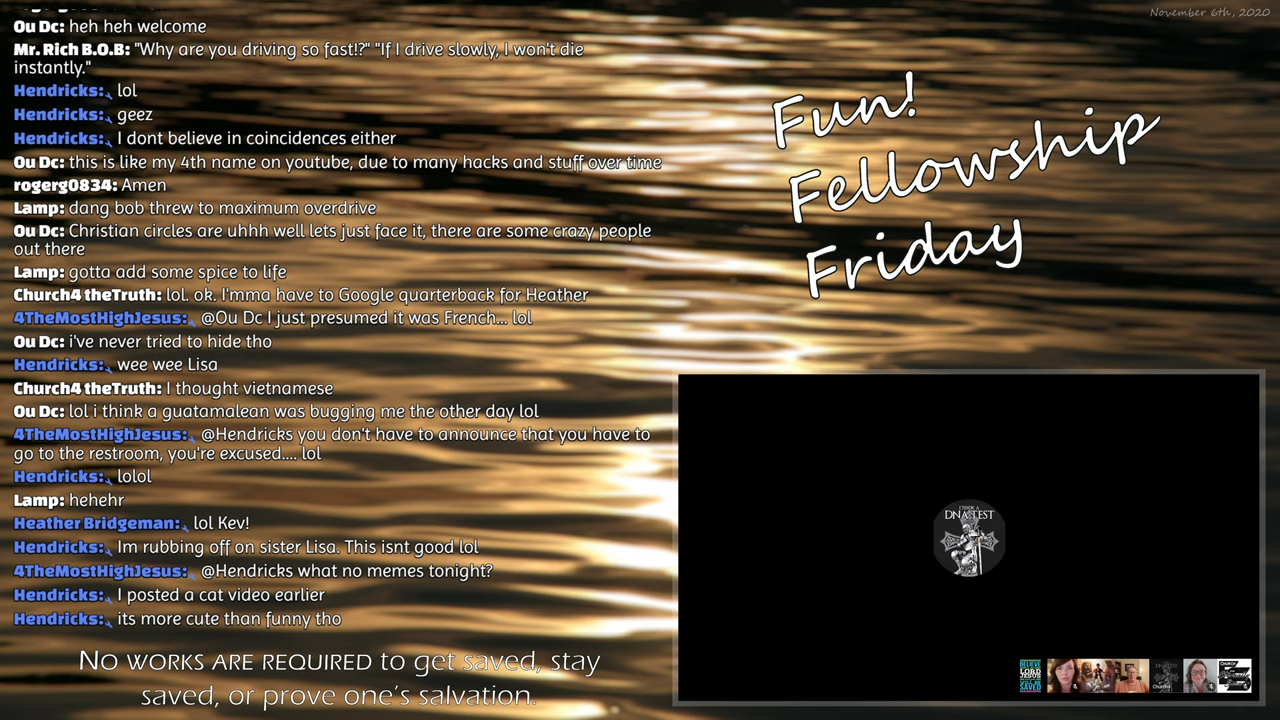 November 6th, 2020
Ou Dc: heh heh welcome
Mr. Rich B.O.B: "Why are you driving so fast!?" "If I drive slowly, I won't die
instantly."
Hendricks: lol
Hendricks: geez
Hendricks: I dont believe in coincidences either
Ou Dc: this is like my 4th name on youtube, due to many hacks and stuff over time
rogerg0834: Amen
Lamp: dang bob threw to maximum overdrive
Ou Dc: Christian circles are uhhh well lets just face it, there are some crazy people
out there
Lamp: gotta add some spice to life
Church4 theTruth: lol. ok. I'mma have to Google quarterback for Heather
4TheMostHighJesus: @Ou Dc I just presumed it was French... lol
Ou Dc: i've never tried to hide tho
Hendricks: wee wee Lisa
Church4 theTruth: I thought vietnamese
Ou Dc: lol i think a guatamalean was bugging me the other day lol
4TheMostHighJesus: @Hendricks you don't have to announce that you have to
go to the restroom, you're excused.... lol
Hendricks: lolol
Lamp: hehehr
Heather Bridgeman: lol Kev!
Hendricks: Im rubbing off on sister Lisa. This isnt good lol
4TheMostHighJesus: @Hendricks what no memes tonight?
Hendricks: I posted a cat video earlier
Hendricks: its more cute than funny tho
No works are required to get saved, stay
saved, or prove one's salvation.
Fun!
Fellowship
Friday
I TOOK A
DNA TEST
BELIEVE
LORD
JESUS
SAVED